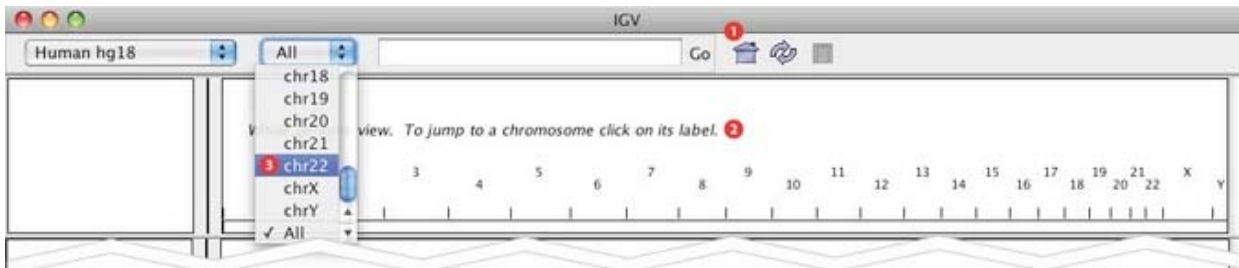 IGV
1
Human hg18 All Go
chr18
chr19
chr20
view. To jump to a chromosome click on its label. 2
chr21
3 chr22
chrX
chrY
✓ All
3 4 5 6 7 8 9 10 11 12 13 14 15 16 17 18 19 20 21 22 X Y